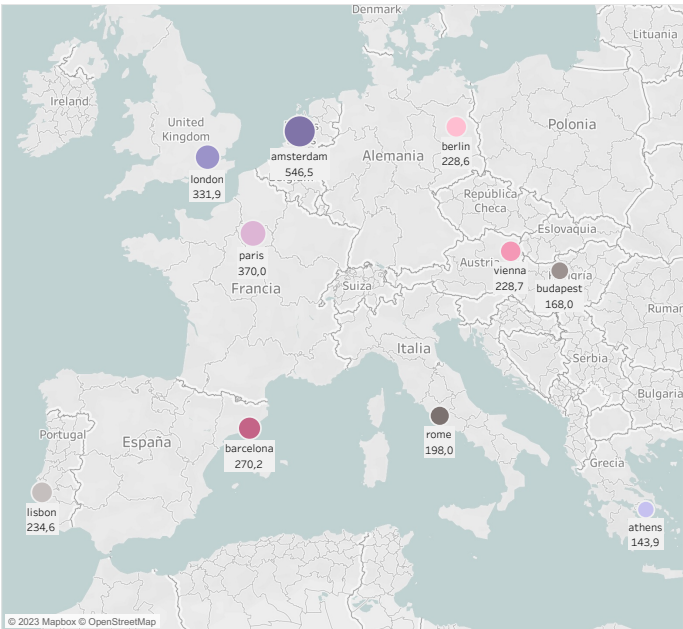 Denmark
Lituania
Ireland
United
Kingdom
Polonia
berlin
228,6
amsterdam
546,5
Alemania
london
331,9
República
Checa
Eslovaquia
paris
370,0
Austria
vienna
228,7
budapest
168,0
Francia
Suiza
Rumar
Italia
Serbia
Bulgaria
Portugal
España
barcelona
270,2
rome
198,0
Grecia
lisbon
234,6
athens
143,9
© 2023 Mapbox © OpenStreetMap